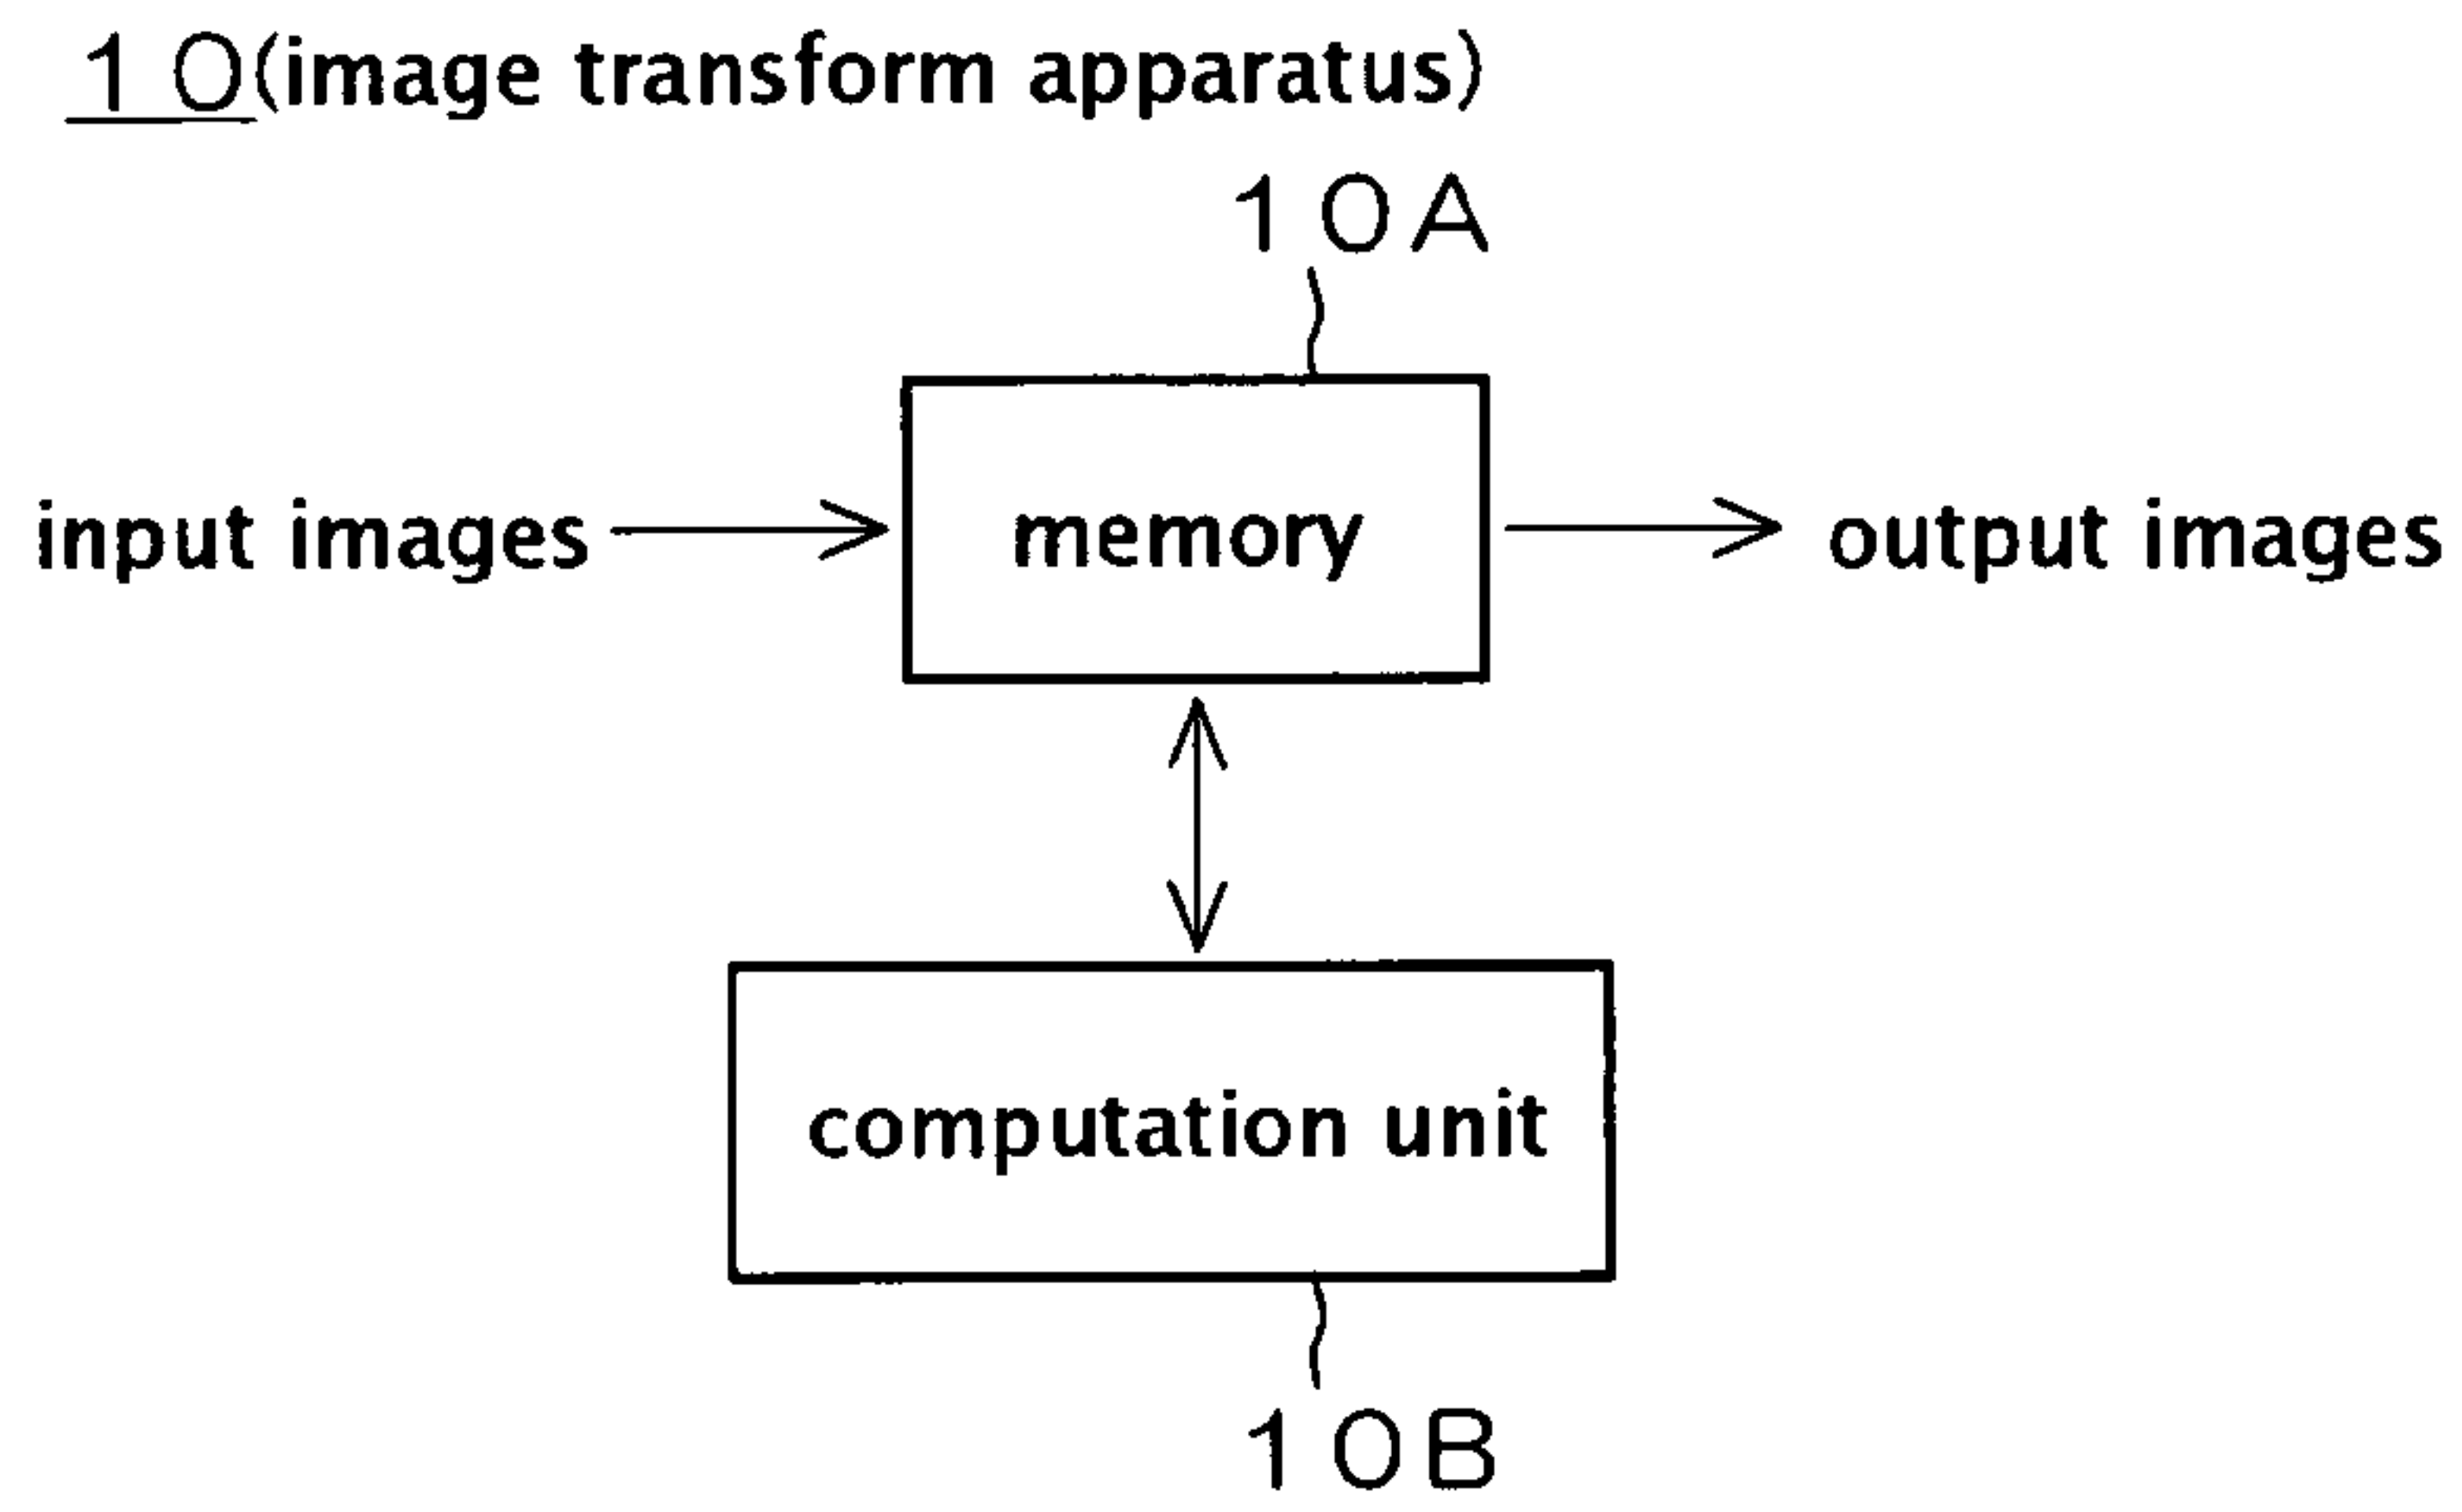 10(image transform apparatus)
10A
input images
memory
output images
computation unit
10B